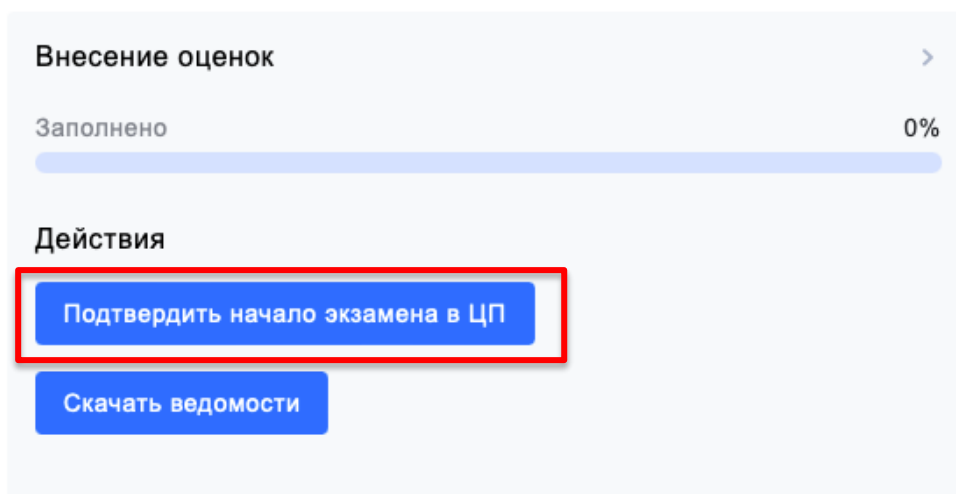 Внесение оценок
Заполнено 0%
Действия
Подтвердить начало экзамена в ЦП
Скачать ведомости